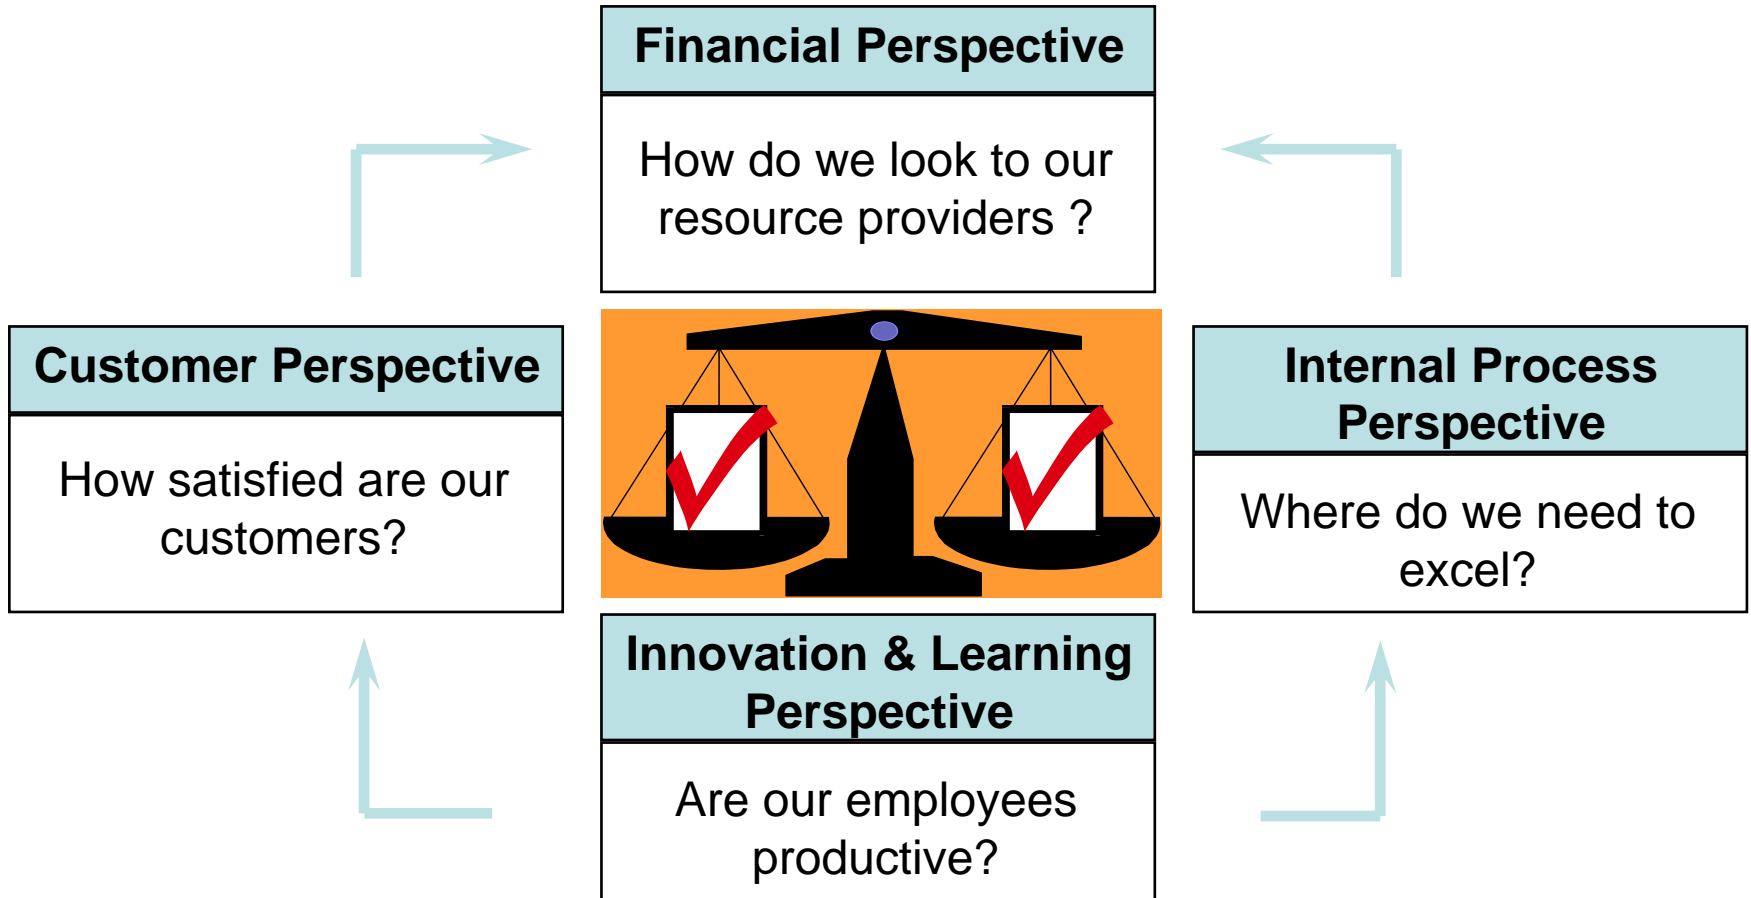 Financial Perspective
How do we look to our
resource providers ?
Customer Perspective
How satisfied are our
customers?
Internal Process
Perspective
Where do we need to
excel?
Innovation & Learning
Perspective
Are our employees
productive?